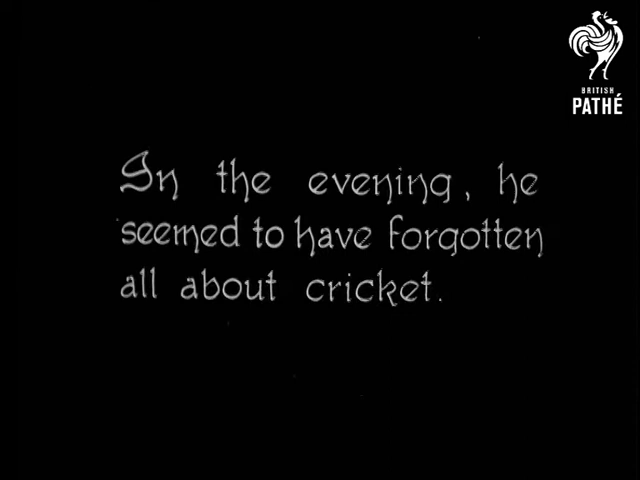 BRITISH
PATHÉ
In the evening, he
seemed to have forgotten
all about cricket.